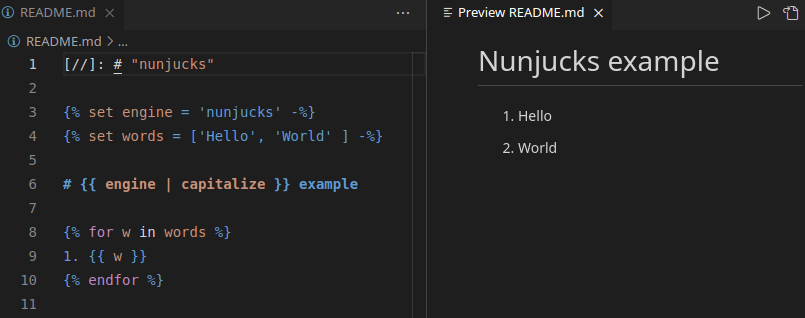 README.md
README.md > ...
1 [//]: # "nunjucks"
2
3 {% set engine = 'nunjucks' -%}
4 {% set words = ['Hello', 'World' ] -%}
5
6 # {{ engine | capitalize }} example
7
8 {% for w in words %}
9 1. {{ w }}
10 {% endfor %}
11
Preview README.md
Nunjucks example
1. Hello
2. World